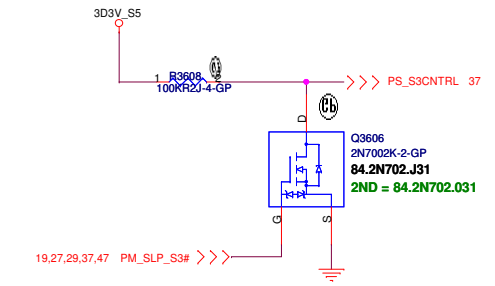 3D3V_S5
1 R3608 2
100KR2J-4-GP
PS_S3CNTRL 37
D
Q3606
2N7002K-2-GP
84.2N702.J31
2ND = 84.2N702.031
G S
19,27,29,37,47 PM_SLP_S3#